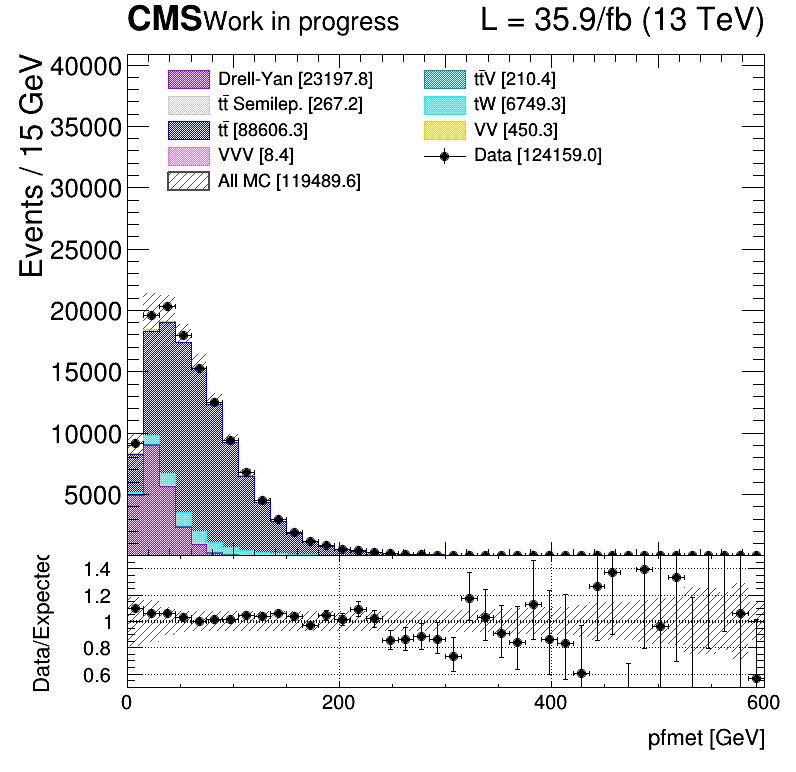 CMS Work in progress L = 35.9/fb (13 TeV)
Events / 15 GeV
40000
35000
30000
25000
20000
15000
10000
5000
Drell-Yan [23197.8]
tt̄ Semilep. [267.2]
tt̄ [88606.3]
VVV [8.4]
All MC [119489.6]
tt̄V [210.4]
tW [6749.3]
VV [450.3]
Data [124159.0]
Data/Expected
1.4
1.2
1
0.8
0.6
0 200 400 600
pfmet [GeV]